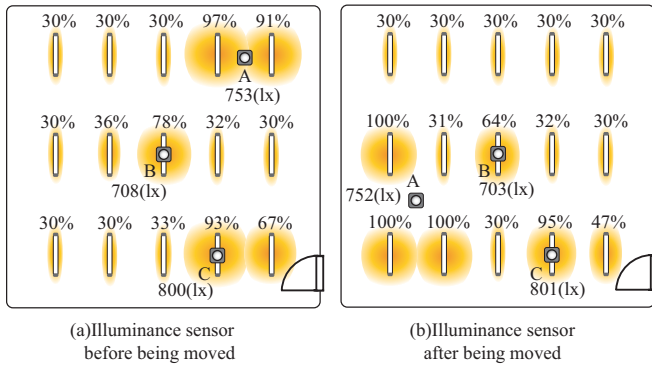 30% 30% 30% 97% 91%
A
753(lx)
30% 36% 78% 32% 30%
B
708(lx)
30% 30% 33% 93% 67%
C
800(lx)
(a)Illuminance sensor
before being moved
30% 30% 30% 30% 30%
100% 31% 64% 32% 30%
B
752(lx) A 703(lx)
100% 100% 30% 95% 47%
C
801(lx)
(b)Illuminance sensor
after being moved